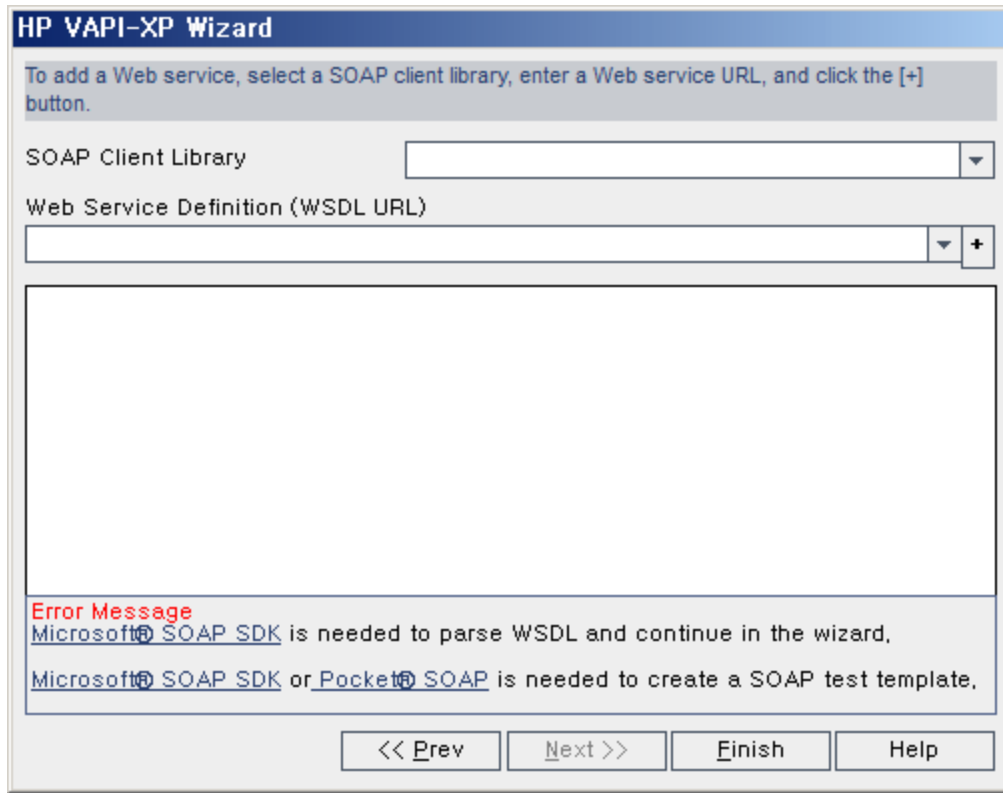 HP VAPI-XP Wizard
To add a Web service, select a SOAP client library, enter a Web service URL, and click the [+]
button.
SOAP Client Library
Web Service Definition (WSDL URL)
+
Error Message
Microsoft® SOAP SDK is needed to parse WSDL and continue in the wizard,
Microsoft® SOAP SDK or Pocket® SOAP is needed to create a SOAP test template,
<< Prev Next >> Finish Help